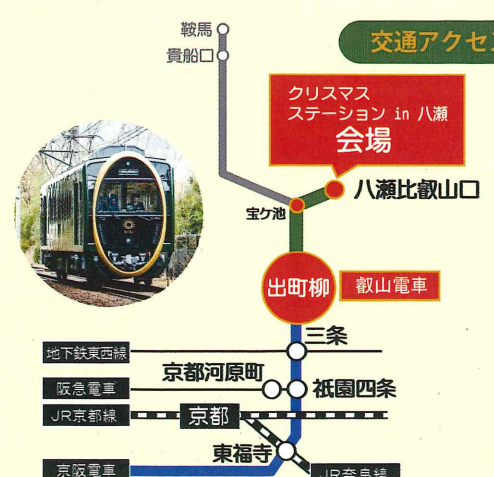 鞍馬
貴船口
交通アクセス
クリスマス
ステーション in 八瀬
会場
八瀬比叡山口
宝ケ池
出町柳
叡山電車
三条
地下鉄東西線
京都河原町
阪急電車
祇園四条
JR京都線
京都
東福寺
京阪電車
JR奈良線